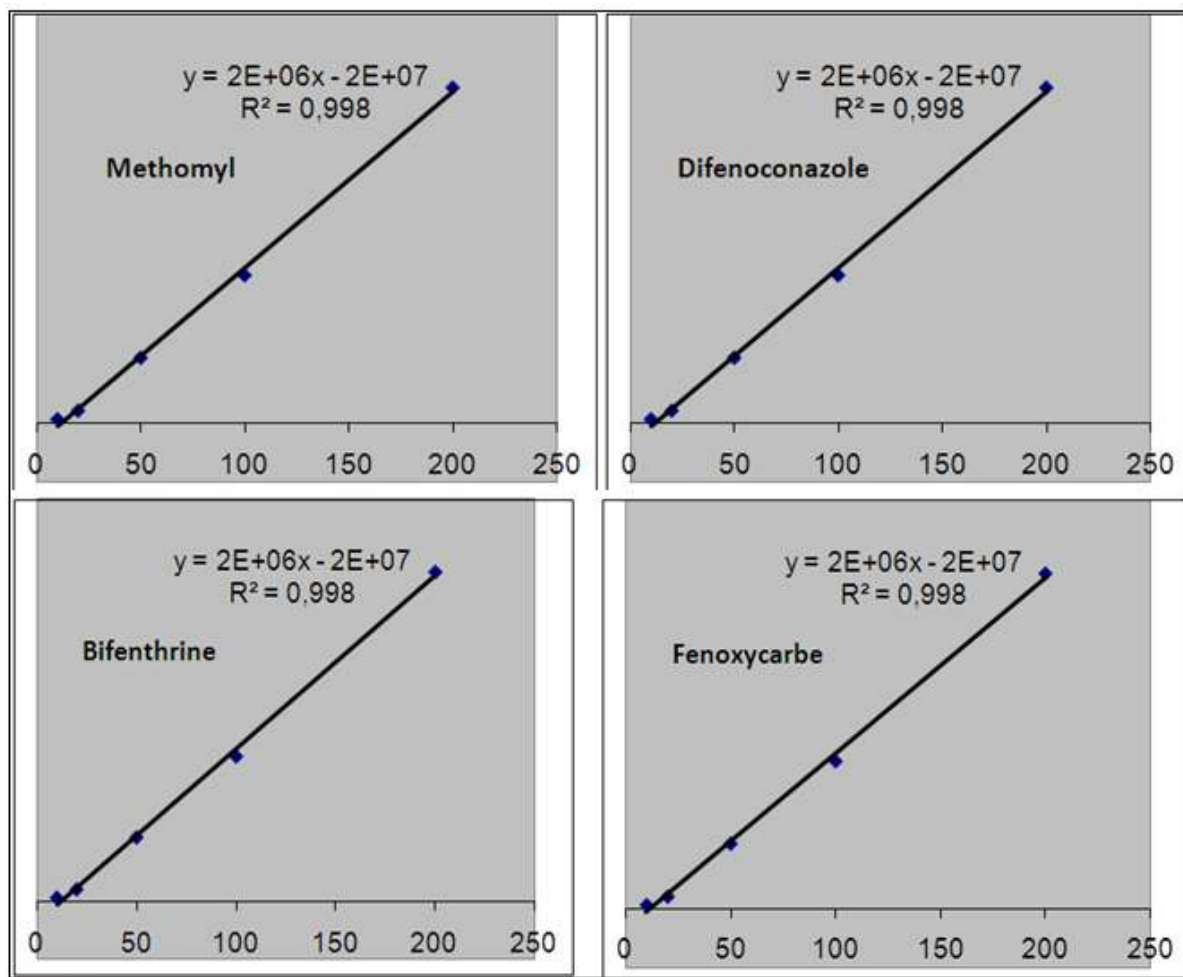 y = 2E+06x - 2E+07
R² = 0,998
Methomyl
0 50 100 150 200 250
y = 2E+06x - 2E+07
R² = 0,998
Difenoconazole
0 50 100 150 200 250
y = 2E+06x - 2E+07
R² = 0,998
Bifenthrine
0 50 100 150 200 250
y = 2E+06x - 2E+07
R² = 0,998
Fenoxycarbe
0 50 100 150 200 250